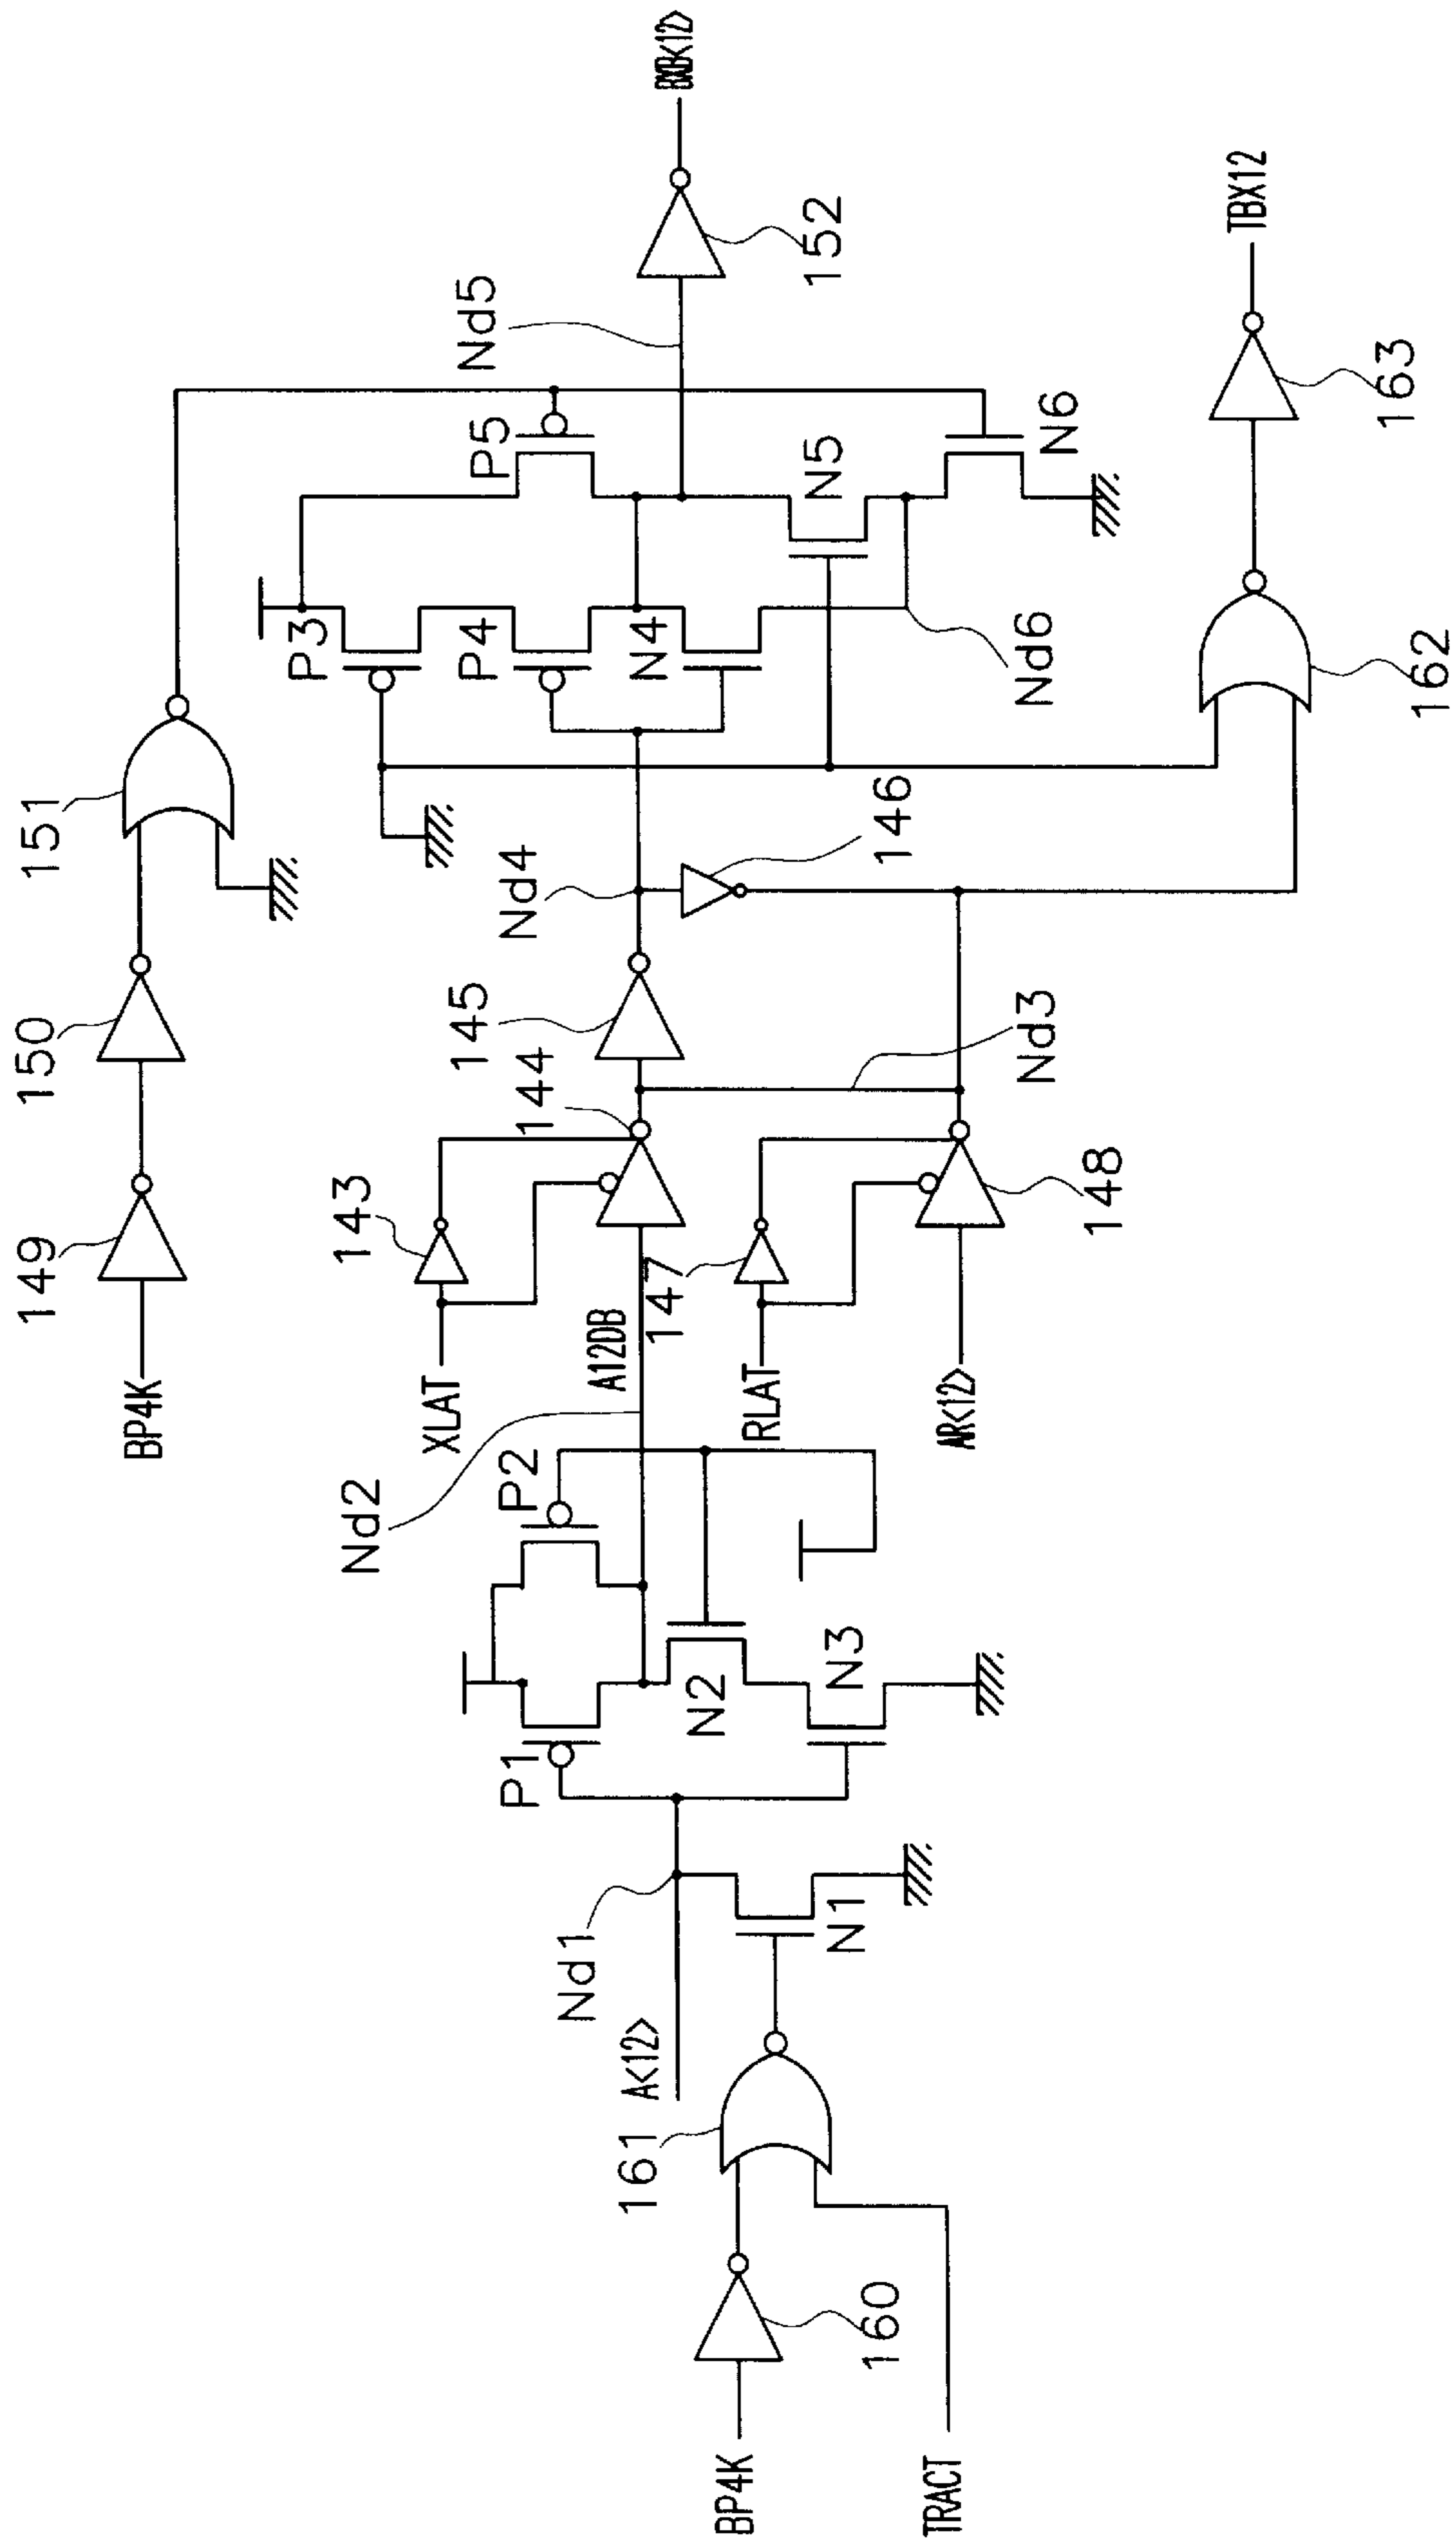 BP4K
149
150
151
XLAT
143
144
145
Nd4
146
A12DB
RLAT
147
148
AR<12>
Nd3
Nd2
P1
P2
N2
N3
Nd1
A<12>
N1
161
160
BP4K
TRACT
P3
P4
N4
P5
N5
N6
Nd5
Nd6
152
BXB<12>
162
163
TBX12